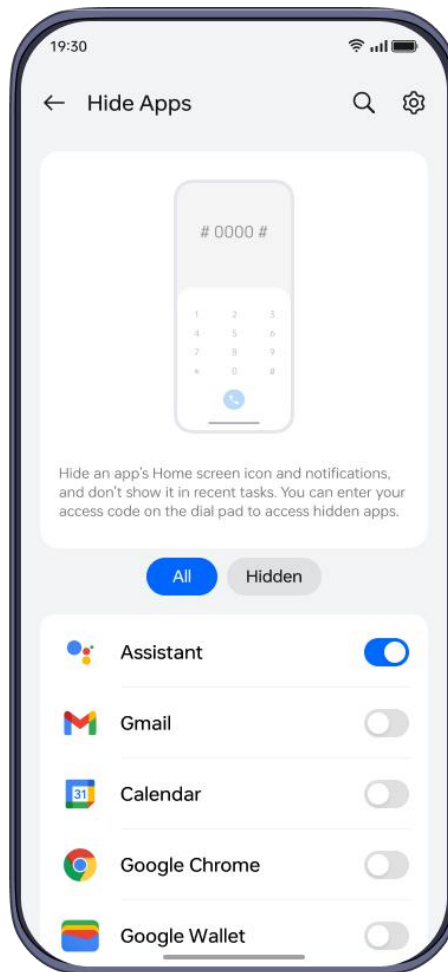 19:30
Hide Apps
# 0000 #
1 2 3
4 5 6
7 8 9
* 0 #
Hide an app's Home screen icon and notifications,
and don't show it in recent tasks. You can enter your
access code on the dial pad to access hidden apps.
All Hidden
Assistant
Gmail
31
Calendar
Google Chrome
Google Wallet